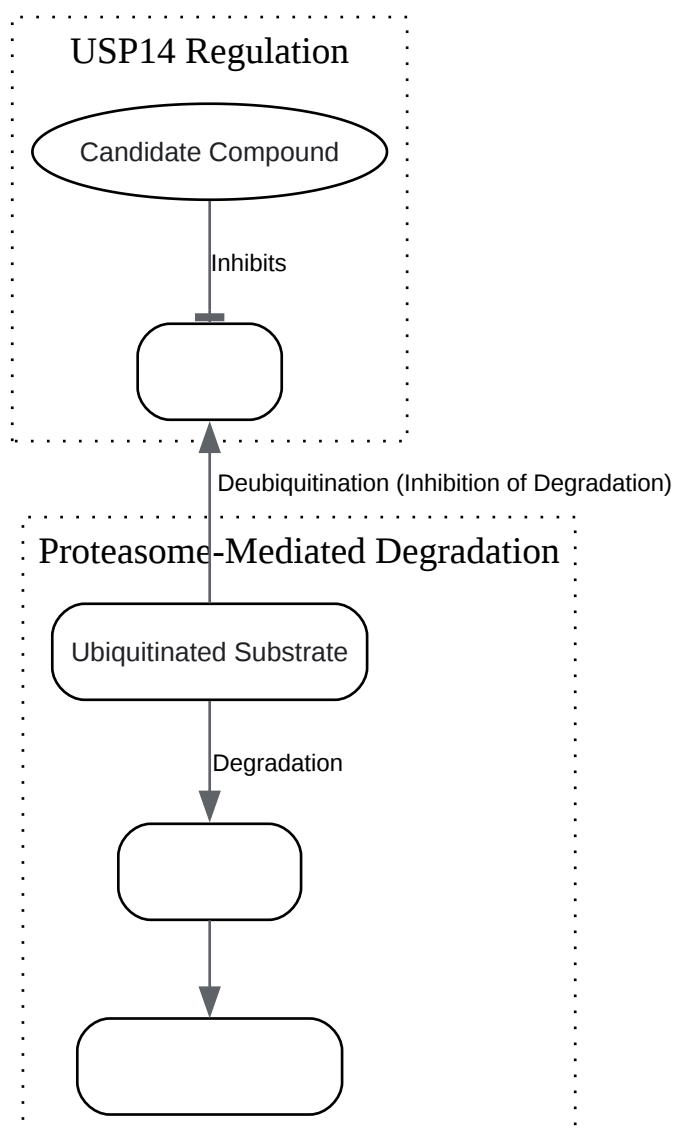 USP14 Regulation
Candidate Compound
Inhibits
Deubiquitination (Inhibition of Degradation)
Proteasome-Mediated Degradation
Ubiquitinated Substrate
Degradation